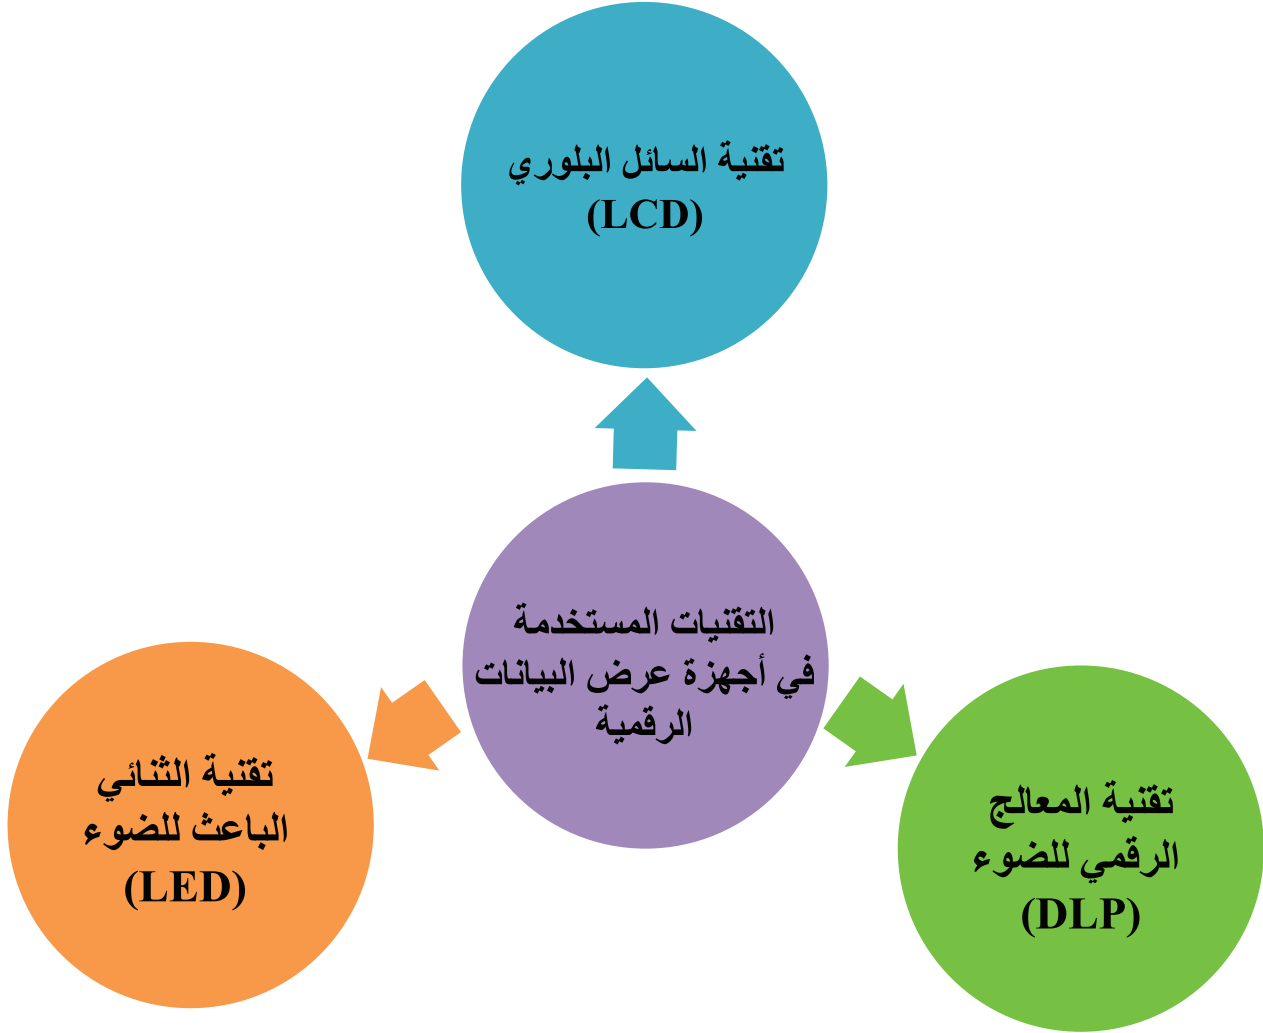 تقنية السائل البلوري
(LCD)
التقنيات المستخدمة
في أجهزة عرض البيانات
الرقمية
تقنية المعالج
الرقمي للضوء
(DLP)
تقنية الثنائي
الباعث للضوء
(LED)